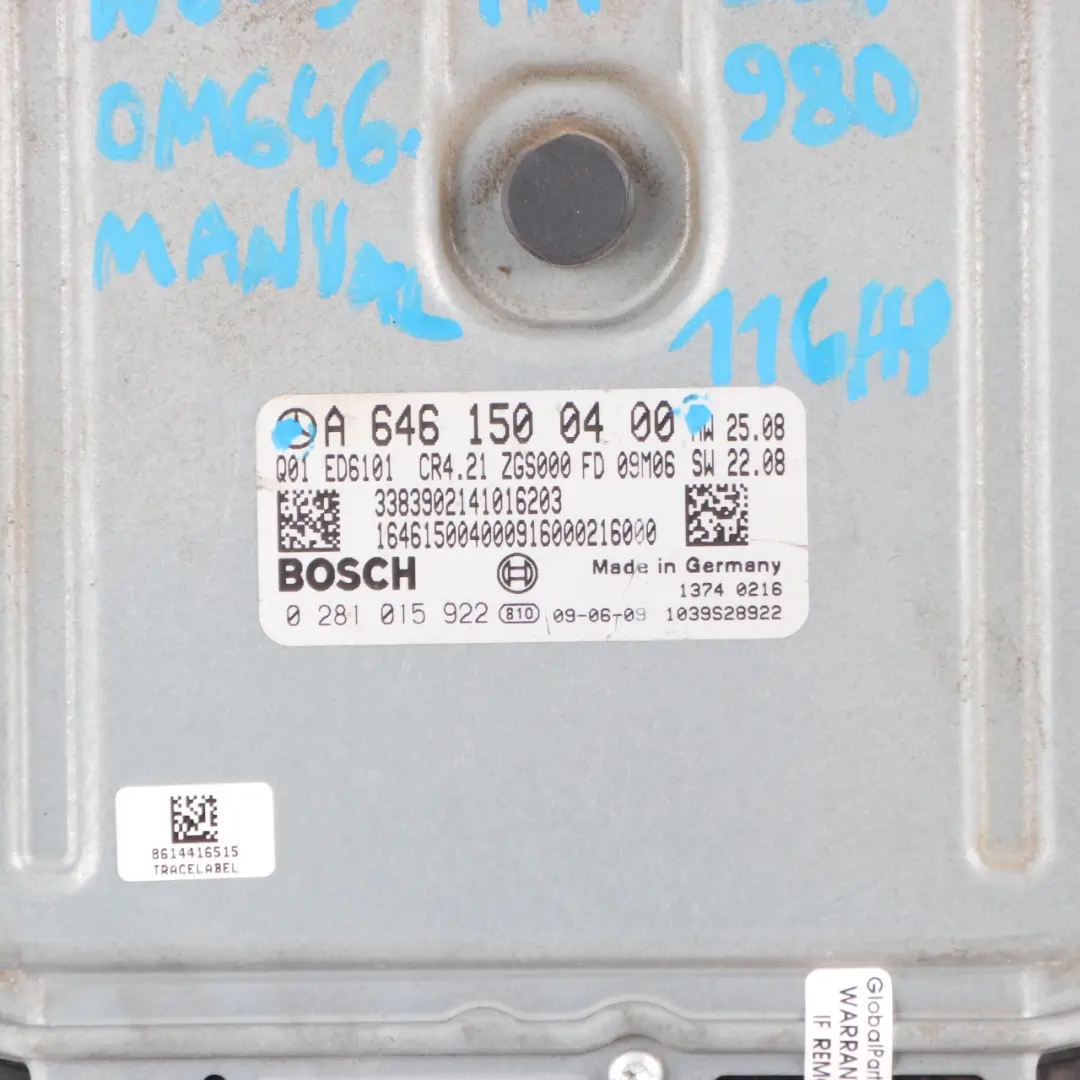 OM646. 980
MANUAL
116HP
A 646 150 04 00 HW 25.08
Q01 ED6101 CR4.21 ZGS000 FD 09M06 SW 22.08
3383902141016203
164615004000916000216000
BOSCH Made in Germany
1374 0216
0 281 015 922 810 09-06-09 1039S28922
8614416515
TRACELABEL
GlobalPart
WARRAN
IF REMO